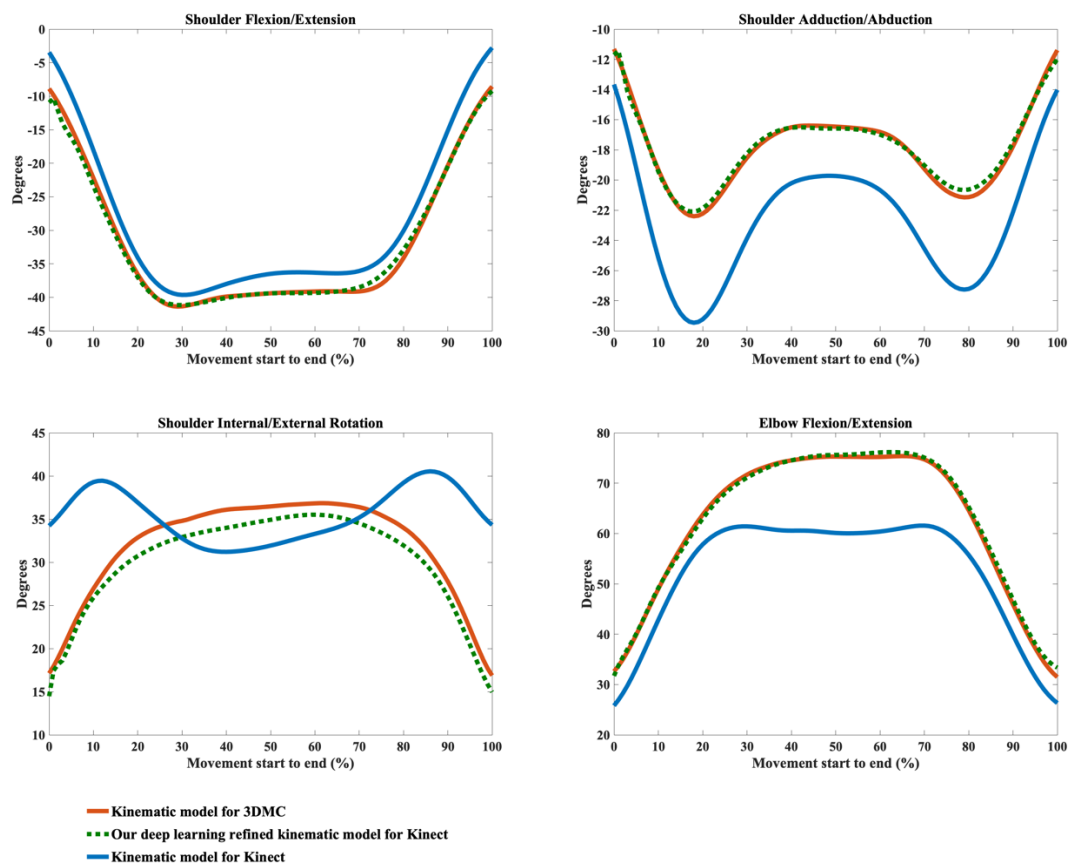 Shoulder Flexion/Extension
0
-5
-10
-15
-20
-25
-30
-35
-40
-45
Degrees
0 10 20 30 40 50 60 70 80 90 100
Movement start to end (%)
Shoulder Adduction/Abduction
-10
-12
-14
-16
-18
-20
-22
-24
-26
-28
-30
Degrees
0 10 20 30 40 50 60 70 80 90 100
Movement start to end (%)
Shoulder Internal/External Rotation
45
40
35
30
25
20
15
10
Degrees
0 10 20 30 40 50 60 70 80 90 100
Movement start to end (%)
Elbow Flexion/Extension
80
70
60
50
40
30
20
Degrees
0 10 20 30 40 50 60 70 80 90 100
Movement start to end (%)
Kinematic model for 3DMC
Our deep learning refined kinematic model for Kinect
Kinematic model for Kinect